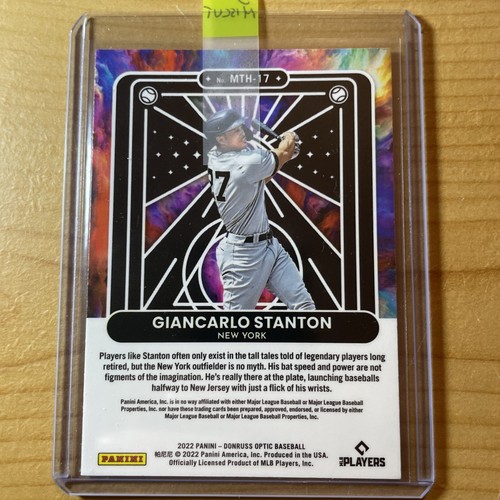 MISCUT
No. MTH-17
27
GIANCARLO STANTON
NEW YORK
Players like Stanton often only exist in the tall tales told of legendary players long
retired, but the New York outfielder is no myth. His bat speed and power are not
figments of the imagination. He's really there at the plate, launching baseballs
halfway to New Jersey with just a flick of his wrists.
Panini America, Inc. is in no way affiliated with either Major League Baseball or Major League Baseball
Properties, Inc. nor have these trading cards been prepared, approved, endorsed, or licensed by either
Major League Baseball or Major League Baseball Properties, Inc.
PANINI
2022 PANINI – DONRUSS OPTIC BASEBALL
帕尼尼 © 2022 Panini America, Inc. Produced in the USA.
Officially Licensed Product of MLB Players, Inc.
MLB PLAYERS